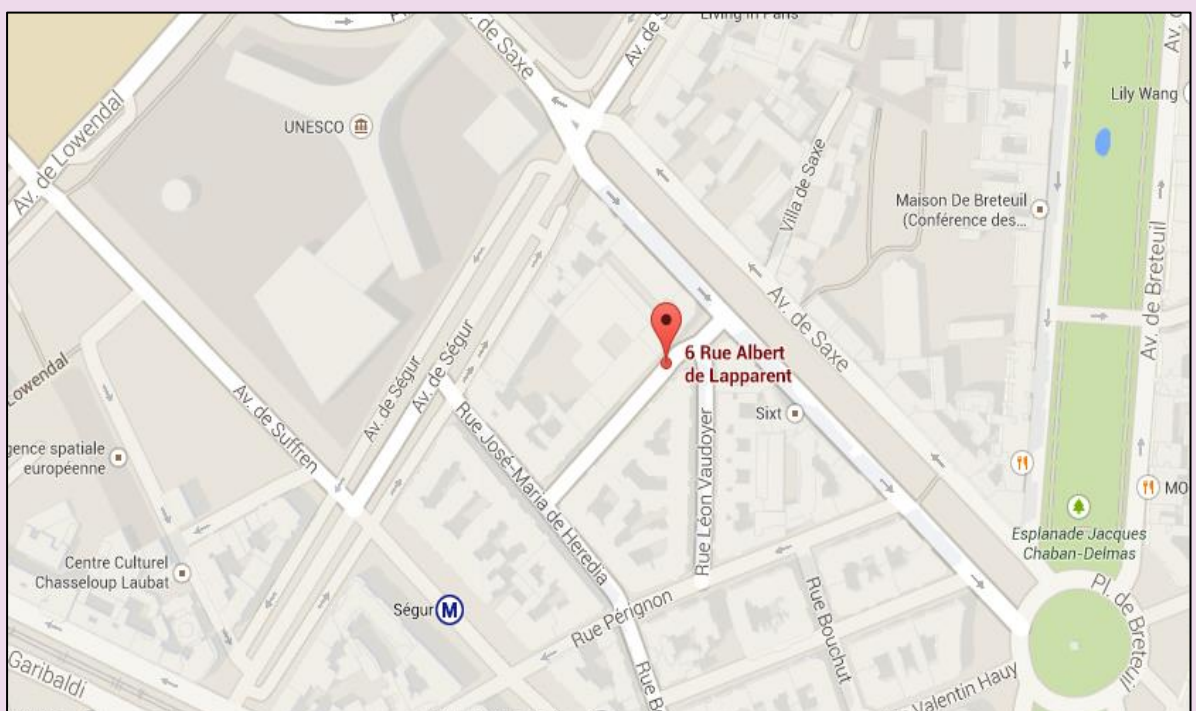 Living in Paris
Av. de Saxe
Av. de S
Av. de Lowendal
UNESCO
Lily Wang
Villa de Saxe
Maison De Breteuil
(Conférence des...
Av. de Saxe
Av. de Breteuil
Av. de Ségur
Av. de Ségur
6 Rue Albert
de Lapparent
Lowendal
Av. de Suffren
Sixt
gence spatiale
européenne
Rue José-Maria de Heredia
Rue Léon Vaudoyer
MO
Esplanade Jacques
Chaban-Delmas
Centre Culturel
Chasseloup Laubat
Ségur M
Rue Pérignon
Rue Bouchut
Pl. de Breteuil
Garibaldi
Rue B
Valentin Hauy